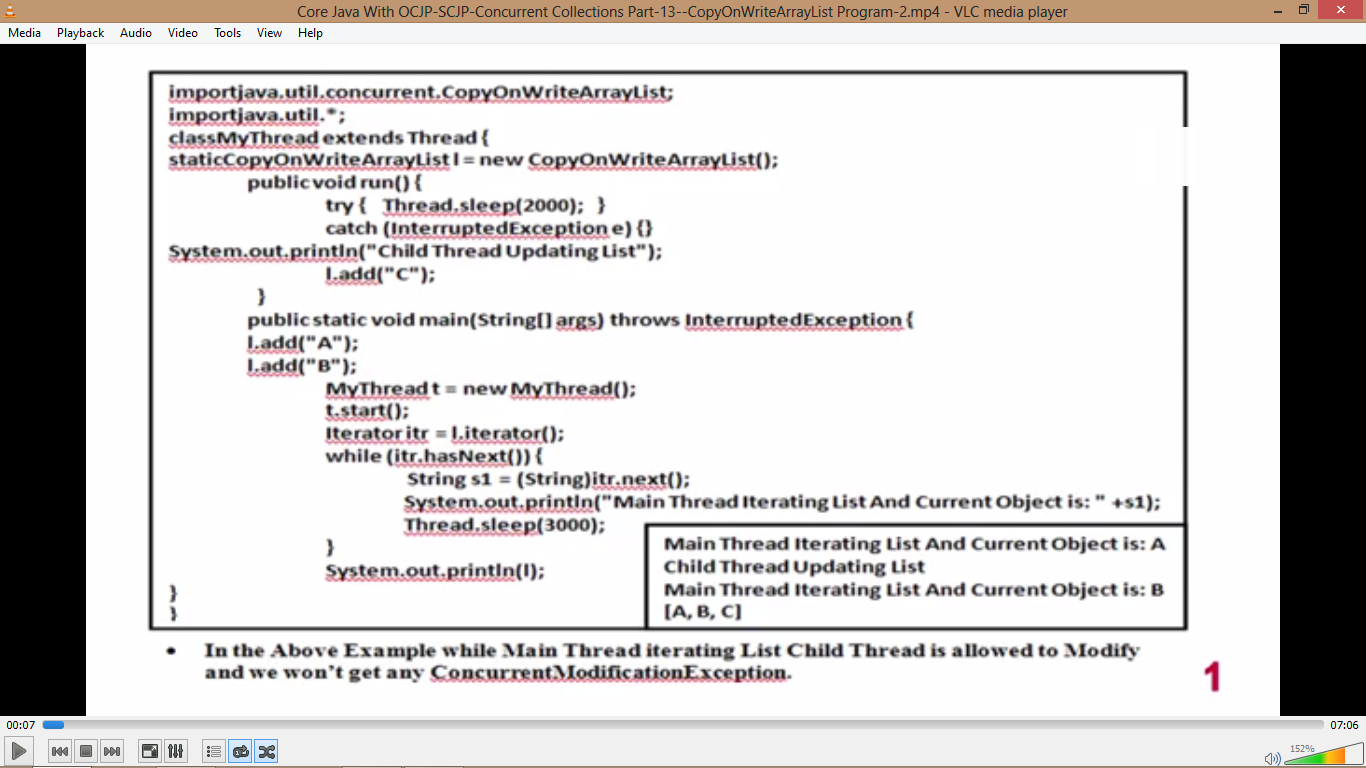 Core Java With OCJP-SCJP-Concurrent Collections Part-13--CopyOnWriteArrayList Program-2.mp4 - VLC media player
Media Playback Audio Video Tools View Help
importjava.util.concurrent.CopyOnWriteArrayList;
importjava.util.*;
classMyThread extends Thread {
staticCopyOnWriteArrayList l = new CopyOnWriteArrayList();
public void run() {
try { Thread.sleep(2000); }
catch (InterruptedException e) {}
System.out.println("Child Thread Updating List");
l.add("C");
}
public static void main(String[] args) throws InterruptedException {
l.add("A");
l.add("B");
MyThread t = new MyThread();
t.start();
Iterator itr = l.iterator();
while (itr.hasNext()) {
String s1 = (String)itr.next();
System.out.println("Main Thread Iterating List And Current Object is: " +s1);
Thread.sleep(3000);
}
System.out.println(l);
}
}
Main Thread Iterating List And Current Object is: A
Child Thread Updating List
Main Thread Iterating List And Current Object is: B
[A, B, C]
• In the Above Example while Main Thread iterating List Child Thread is allowed to Modify
and we won't get any ConcurrentModificationException.
1
00:07 07:06
152%